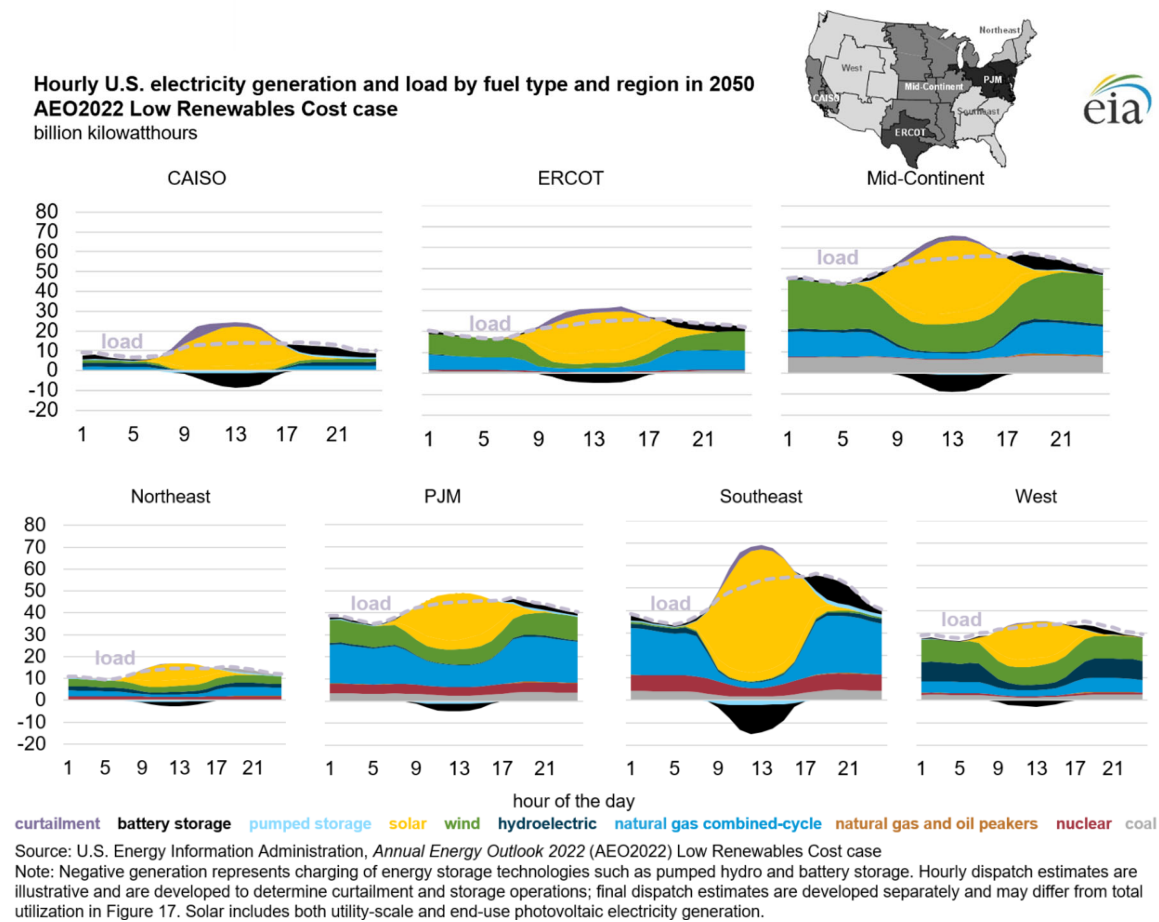 Northeast
West
PJM
Mid-Continent
CAISO
Southeast
ERCOT
eia
Hourly U.S. electricity generation and load by fuel type and region in 2050
AEO2022 Low Renewables Cost case
billion kilowatthours
CAISO ERCOT Mid-Continent
80
70
60
50
40
30
20
10
0
-10
-20
load
load
load
1 5 9 13 17 21 1 5 9 13 17 21 1 5 9 13 17 21
Northeast PJM Southeast West
80
70
60
50
40
30
20
10
0
-10
-20
load
load
load
load
1 5 9 13 17 21 1 5 9 13 17 21 1 5 9 13 17 21 1 5 9 13 17 21
hour of the day
curtailment battery storage pumped storage solar wind hydroelectric natural gas combined-cycle natural gas and oil peakers nuclear coal
Source: U.S. Energy Information Administration, Annual Energy Outlook 2022 (AEO2022) Low Renewables Cost case
Note: Negative generation represents charging of energy storage technologies such as pumped hydro and battery storage. Hourly dispatch estimates are
illustrative and are developed to determine curtailment and storage operations; final dispatch estimates are developed separately and may differ from total
utilization in Figure 17. Solar includes both utility-scale and end-use photovoltaic electricity generation.